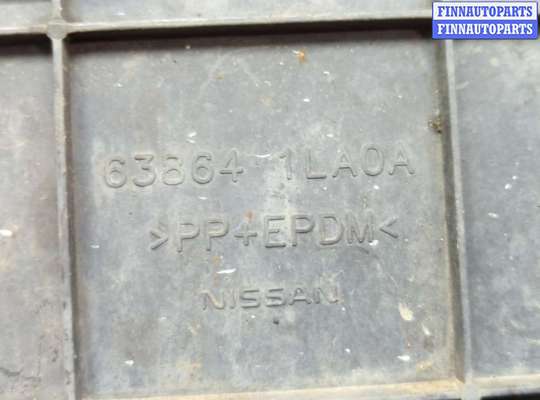 FINNAUTOPARTS
FINNAUTOPARTS
63864 1LA0A
>PP+EPDM<
NISSAN